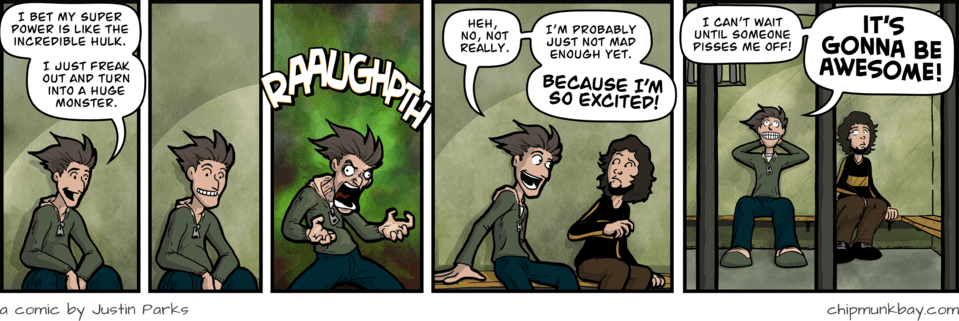 I BET MY SUPER
POWER IS LIKE THE
INCREDIBLE HULK.
I JUST FREAK
OUT AND TURN
INTO A HUGE
MONSTER.
RAAUGHPTH
HEH,
NO, NOT
REALLY.
I'M PROBABLY
JUST NOT MAD
ENOUGH YET.
BECAUSE I'M
SO EXCITED!
I CAN'T WAIT
UNTIL SOMEONE
PISSES ME OFF!
IT'S
GONNA BE
AWESOME!
a comic by Justin Parks
chipmunkbay.com